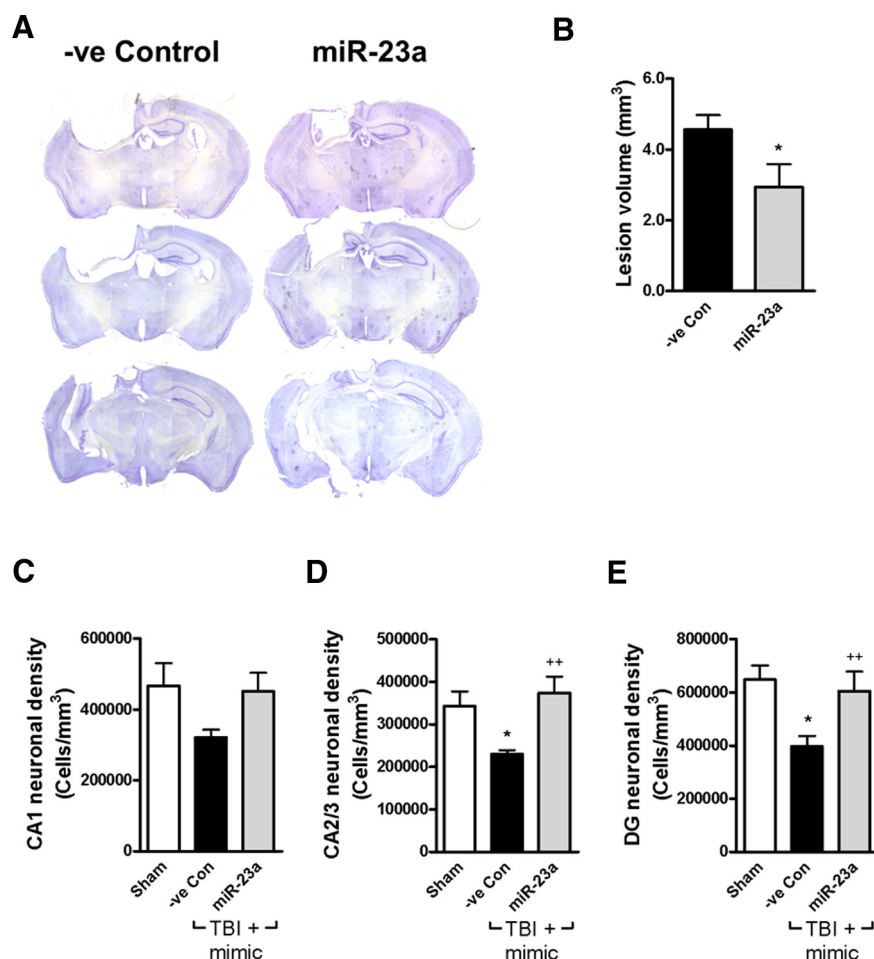 A
-ve Control
miR-23a
B
Lesion volume (mm³)
6.0
4.0
2.0
0.0
*
-ve Con
miR-23a
C
CA1 neuronal density
(Cells/mm³)
600000
400000
200000
0
Sham
-ve Con
miR-23a
TBI +
mimic
D
CA2/3 neuronal density
(Cells/mm³)
500000
400000
300000
200000
100000
0
*
++
Sham
-ve Con
miR-23a
TBI +
mimic
E
DG neuronal density
(Cells/mm³)
800000
600000
400000
200000
0
*
++
Sham
-ve Con
miR-23a
TBI +
mimic